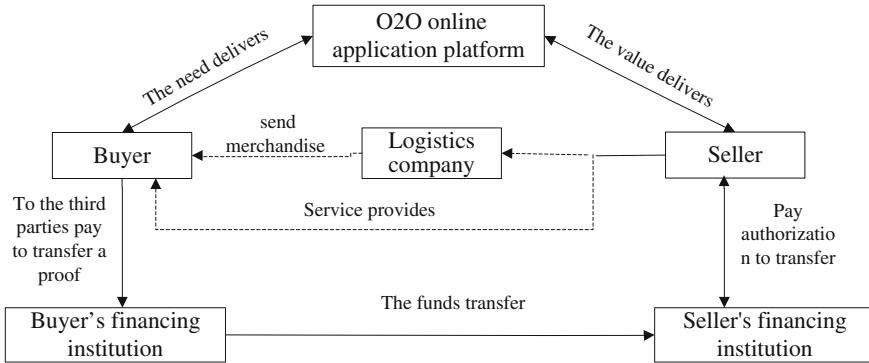 O2O online
application platform
The need delivers
The value delivers
send
merchandise
Buyer
Logistics
company
Seller
Service provides
To the third
parties pay
to transfer a
proof
Pay
authorizatio
n to transfer
The funds transfer
Buyer’s financing
institution
Seller's financing
institution